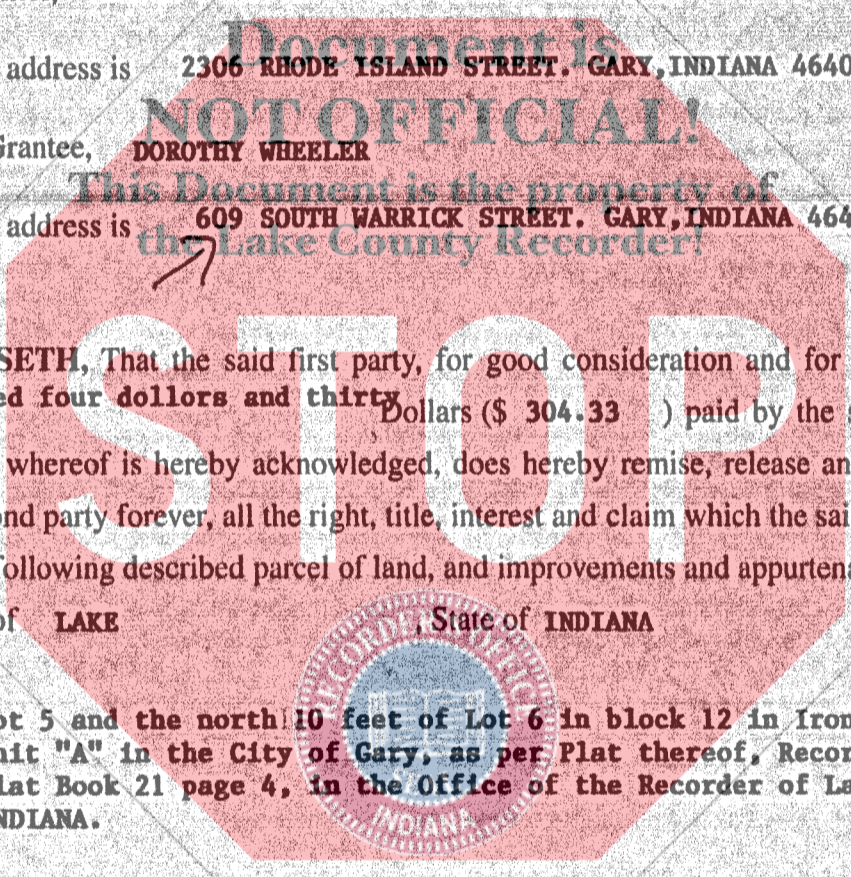 Document is
address is 2306 RHODE ISLAND STREET. GARY,INDIANA 4640
NOT OFFICIAL!
Grantee, DOROTHY WHEELER
This Document is the property of
address is 609 SOUTH WARRICK STREET. GARY,INDIANA 464
the Lake County Recorder!
STOP
SETH, That the said first party, for good consideration and for
ed four dollors and thirty Dollars ($ 304.33 ) paid by the s
whereof is hereby acknowledged, does hereby remise, release an
nd party forever, all the right, title, interest and claim which the sai
ollowing described parcel of land, and improvements and appurtena
of LAKE , State of INDIANA
RECORDER'S OFFICE
ot 5 and the north 10 feet of Lot 6 in block 12 in Iron
nit "A" in the City of Gary, as per Plat thereof, Recor
lat Book 21 page 4, in the Office of the Recorder of La
NDIANA.
INDIANA